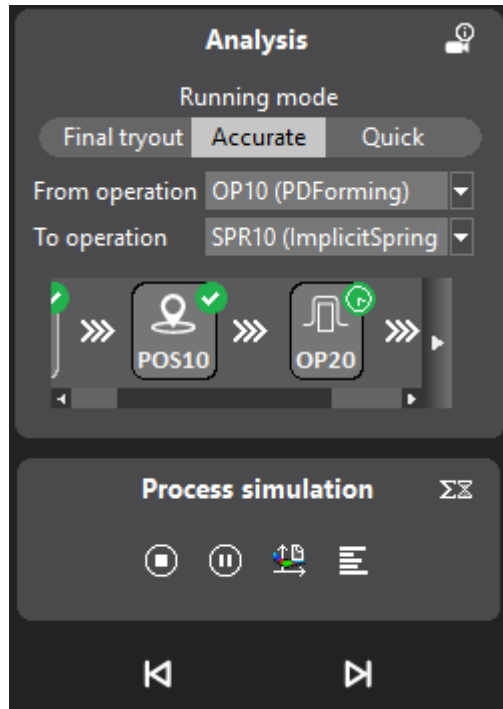 Analysis
Running mode
Final tryout Accurate Quick
From operation OP10 (PDForming)
To operation SPR10 (ImplicitSpring
POS10 OP20
Process simulation